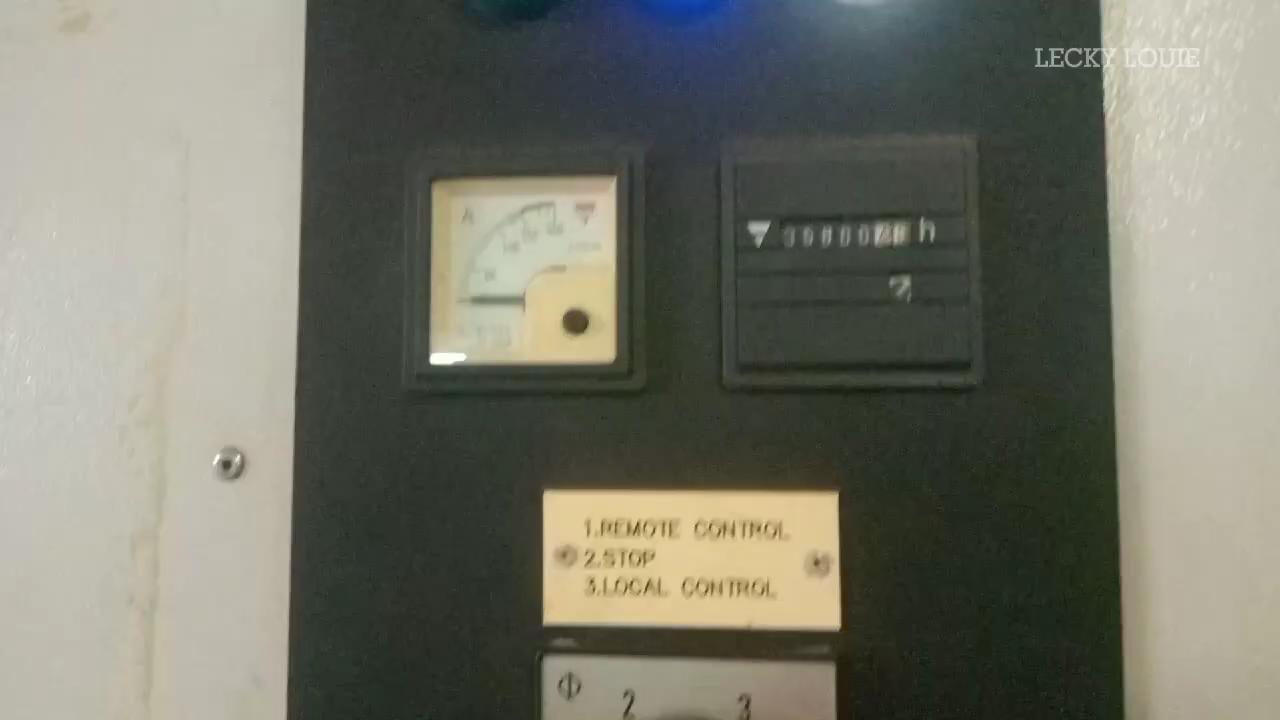 LECKY LOUIE
A
h
1.REMOTE CONTROL
2.STOP
3.LOCAL CONTROL
2 3